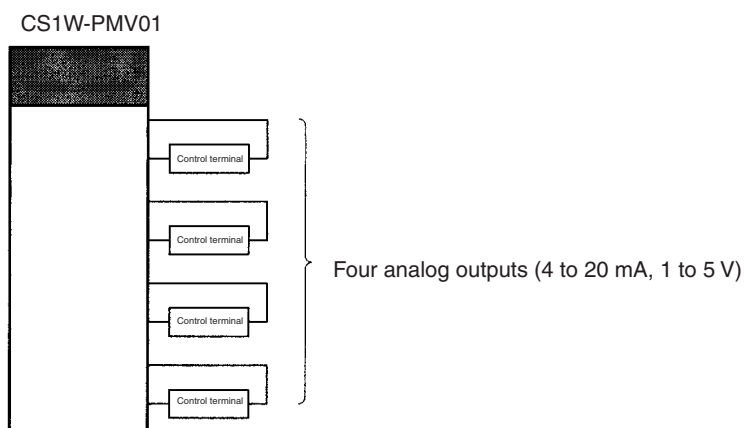 CS1W-PMV01
Control terminal
Control terminal
Four analog outputs (4 to 20 mA, 1 to 5 V)
Control terminal
Control terminal